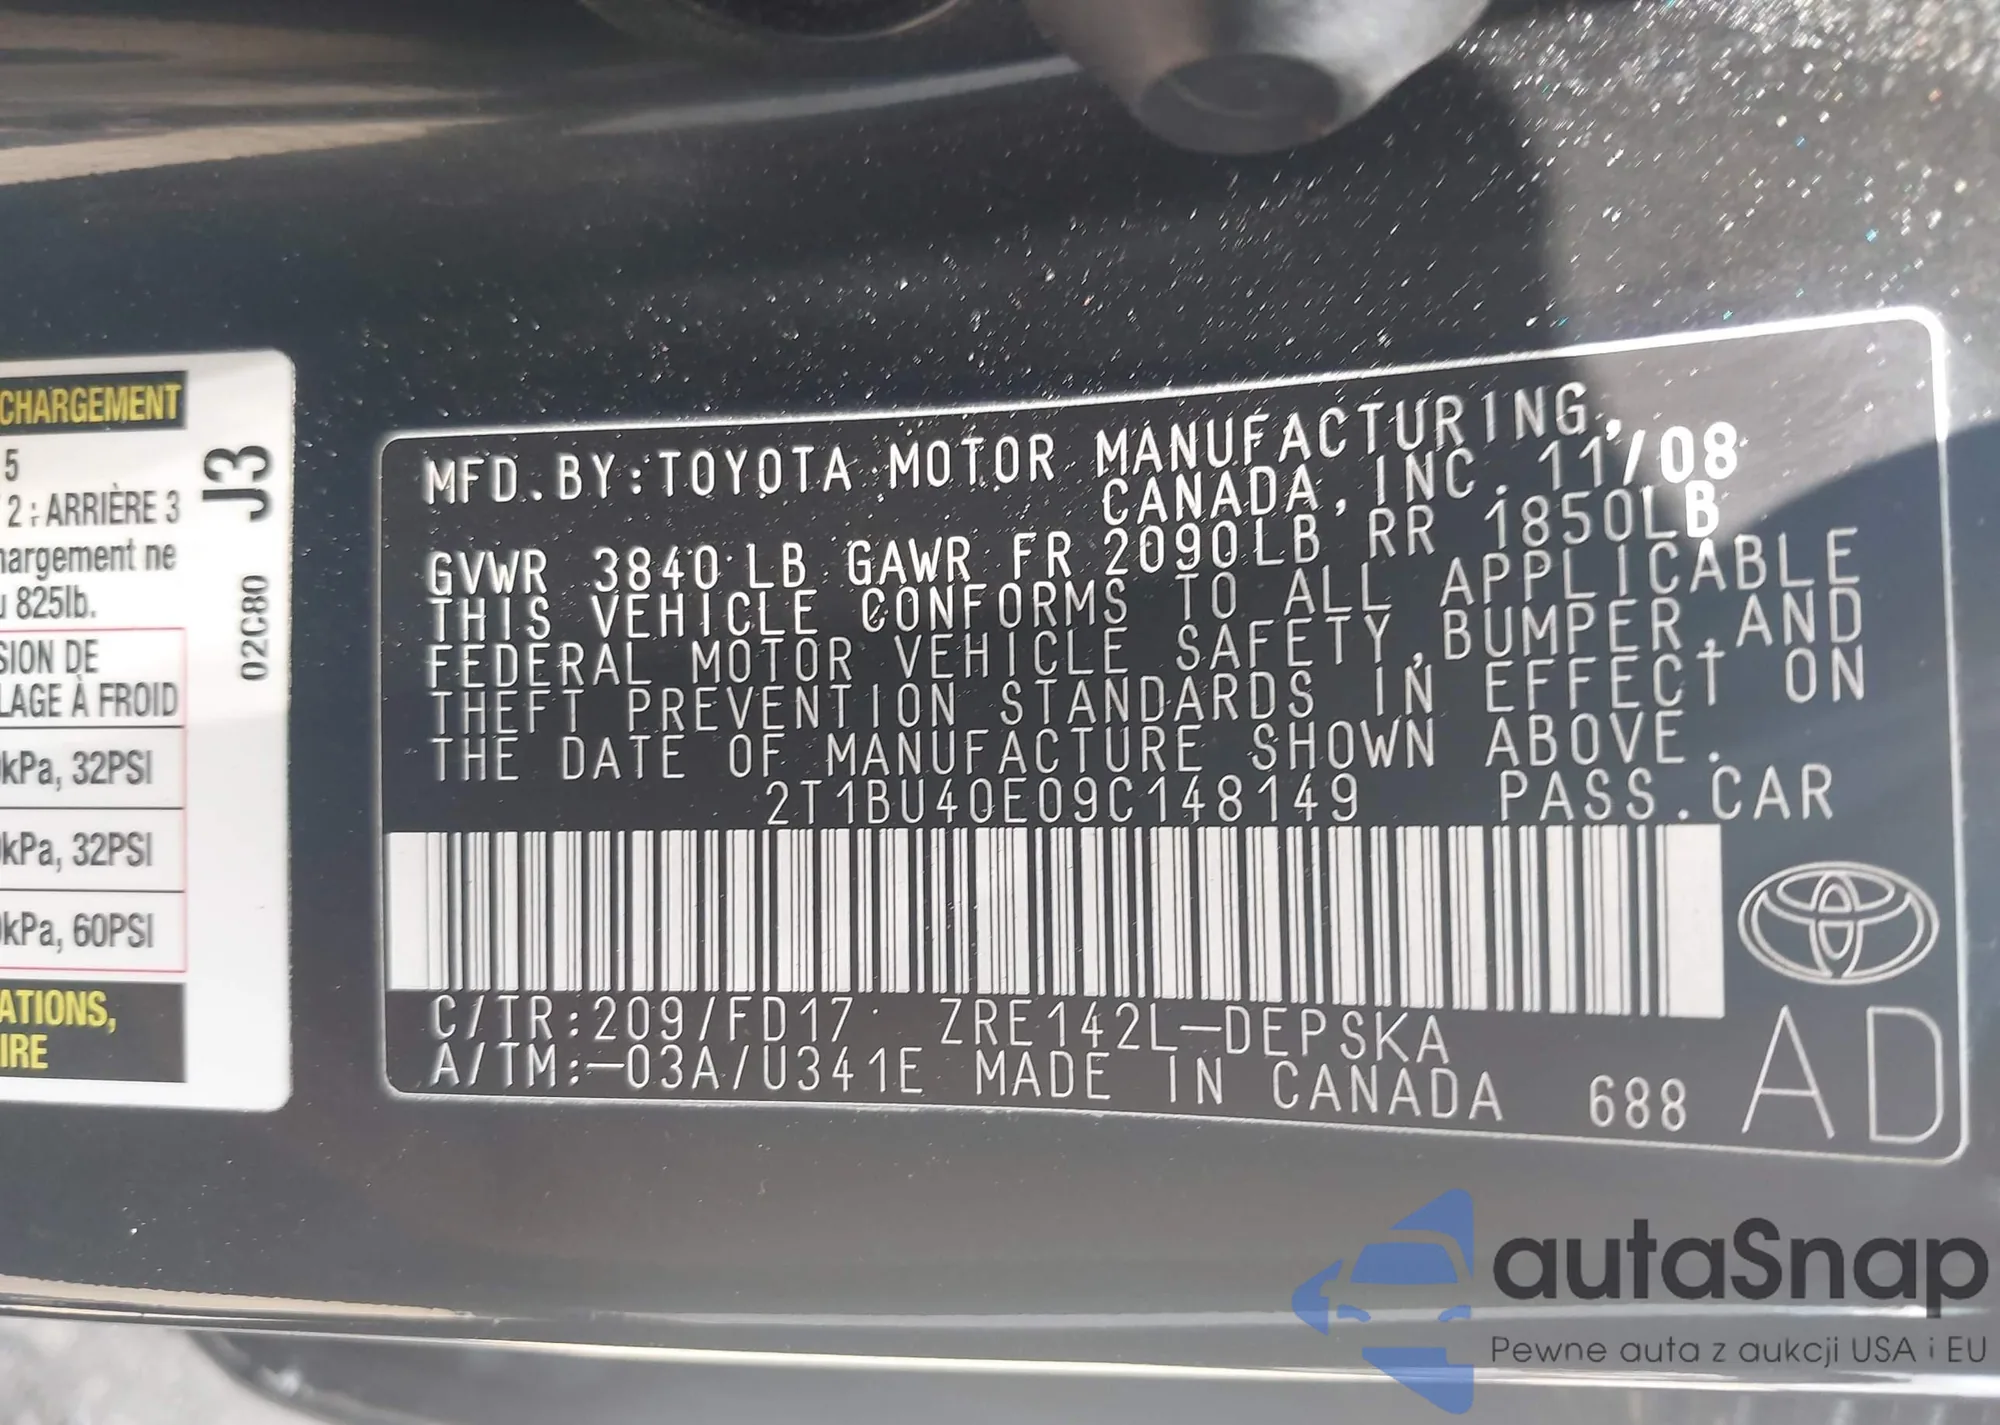 CHARGEMENT
5
2 : ARRIÈRE 3
hargement ne
825lb.
SION DE
LAGE À FROID
kPa, 32PSI
kPa, 32PSI
kPa, 60PSI
ATIONS,
IRE
J3
02C80
MFD. BY:TOYOTA MOTOR MANUFACTURING,
CANADA, INC. 11/08
GVWR 3840 LB GAWR FR 2090LB RR 1850LB
THIS VEHICLE CONFORMS TO ALL APPLICABLE
FEDERAL MOTOR VEHICLE SAFETY,BUMPER,AND
THEFT PREVENTION STANDARDS IN EFFECT ON
THE DATE OF MANUFACTURE SHOWN ABOVE.
2T1BU40E09C148149 PASS.CAR
C/TR:209/FD17 ZRE142L–DEPSKA
A/TM:–03A/U341E MADE IN CANADA 688
AD
autaSnap
Pewne auta z aukcji USA i EU